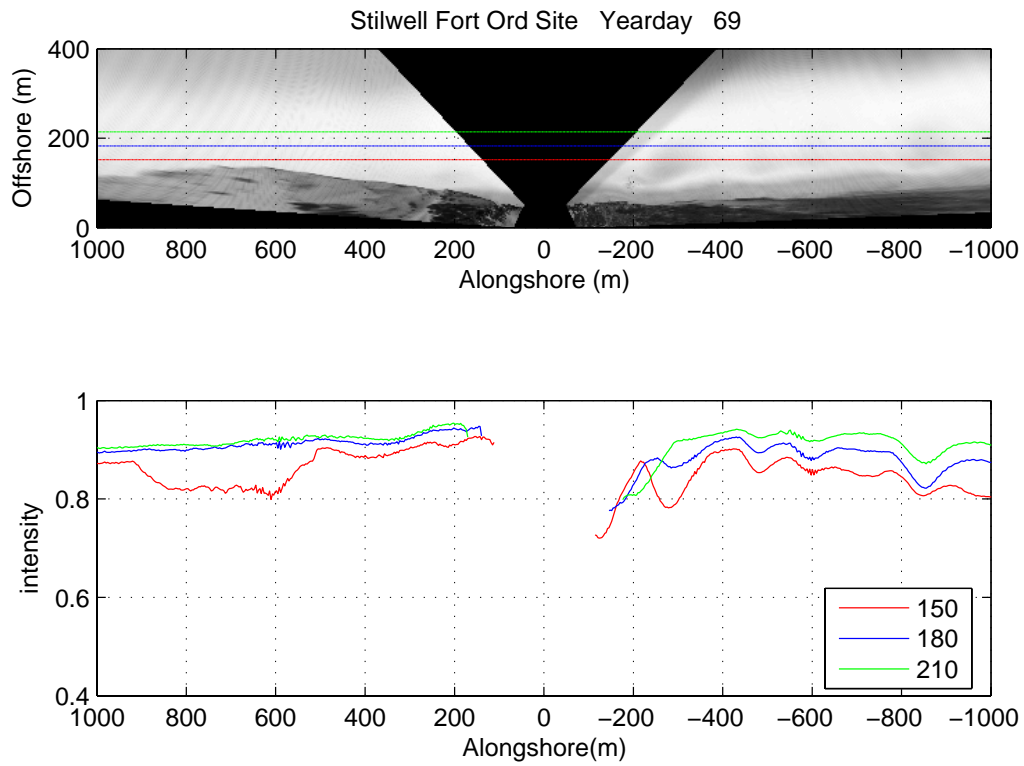 Stilwell Fort Ord Site Yearday 69
400
200
0
Offshore (m)
1000 800 600 400 200 0 −200 −400 −600 −800 −1000
Alongshore (m)
1
0.8
0.6
0.4
intensity
150
180
210
1000 800 600 400 200 0 −200 −400 −600 −800 −1000
Alongshore(m)